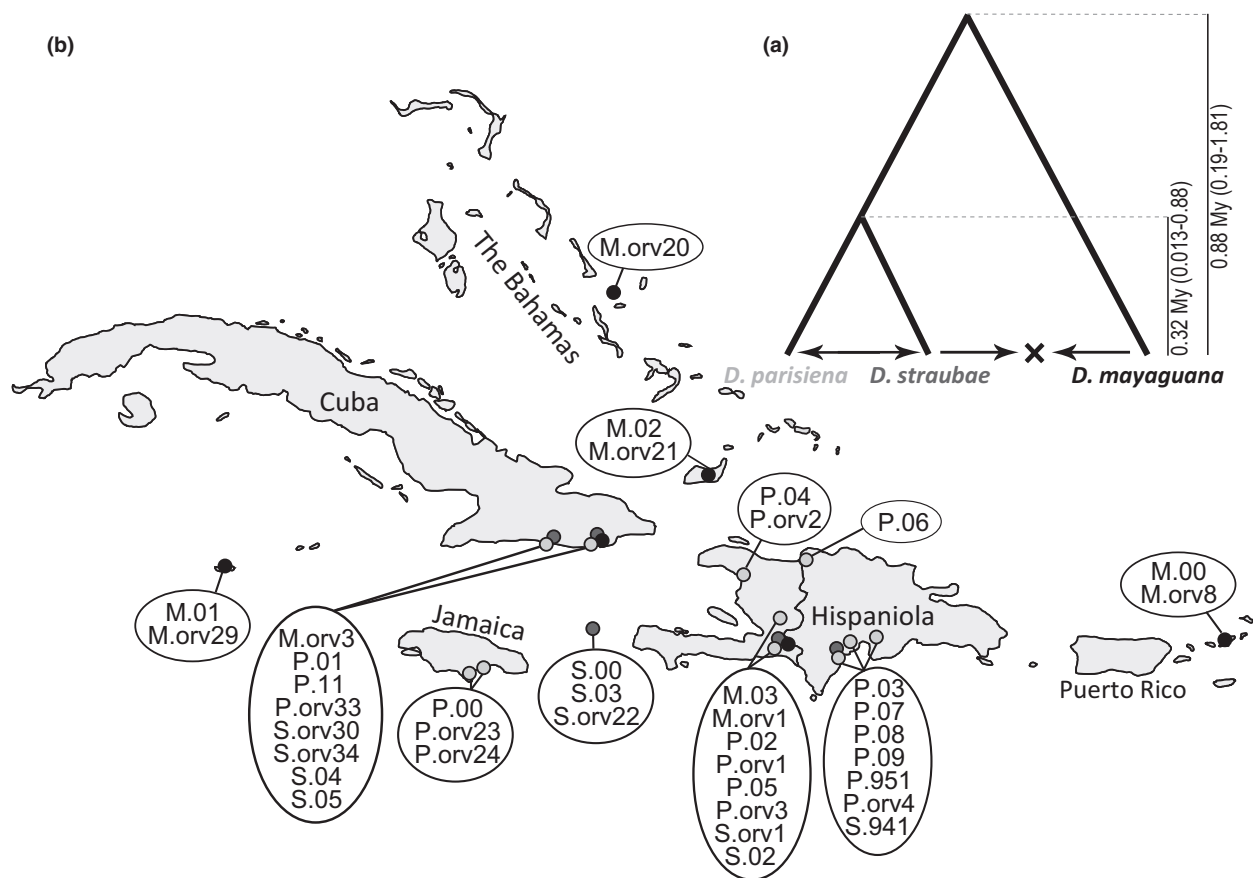 (b)
(a)
0.32 My (0.013-0.88)
0.88 My (0.19-1.81)
D. parisiena
D. straubae
D. mayaguana
The Bahamas
M.orv20
Cuba
M.02
M.orv21
P.04
P.orv2
P.06
M.01
M.orv29
Jamaica
Hispaniola
M.00
M.orv8
Puerto Rico
M.orv3
P.01
P.11
P.orv33
S.orv30
S.orv34
S.04
S.05
P.00
P.orv23
P.orv24
S.00
S.03
S.orv22
M.03
M.orv1
P.02
P.orv1
P.05
P.orv3
S.orv1
S.02
P.03
P.07
P.08
P.09
P.951
P.orv4
S.941